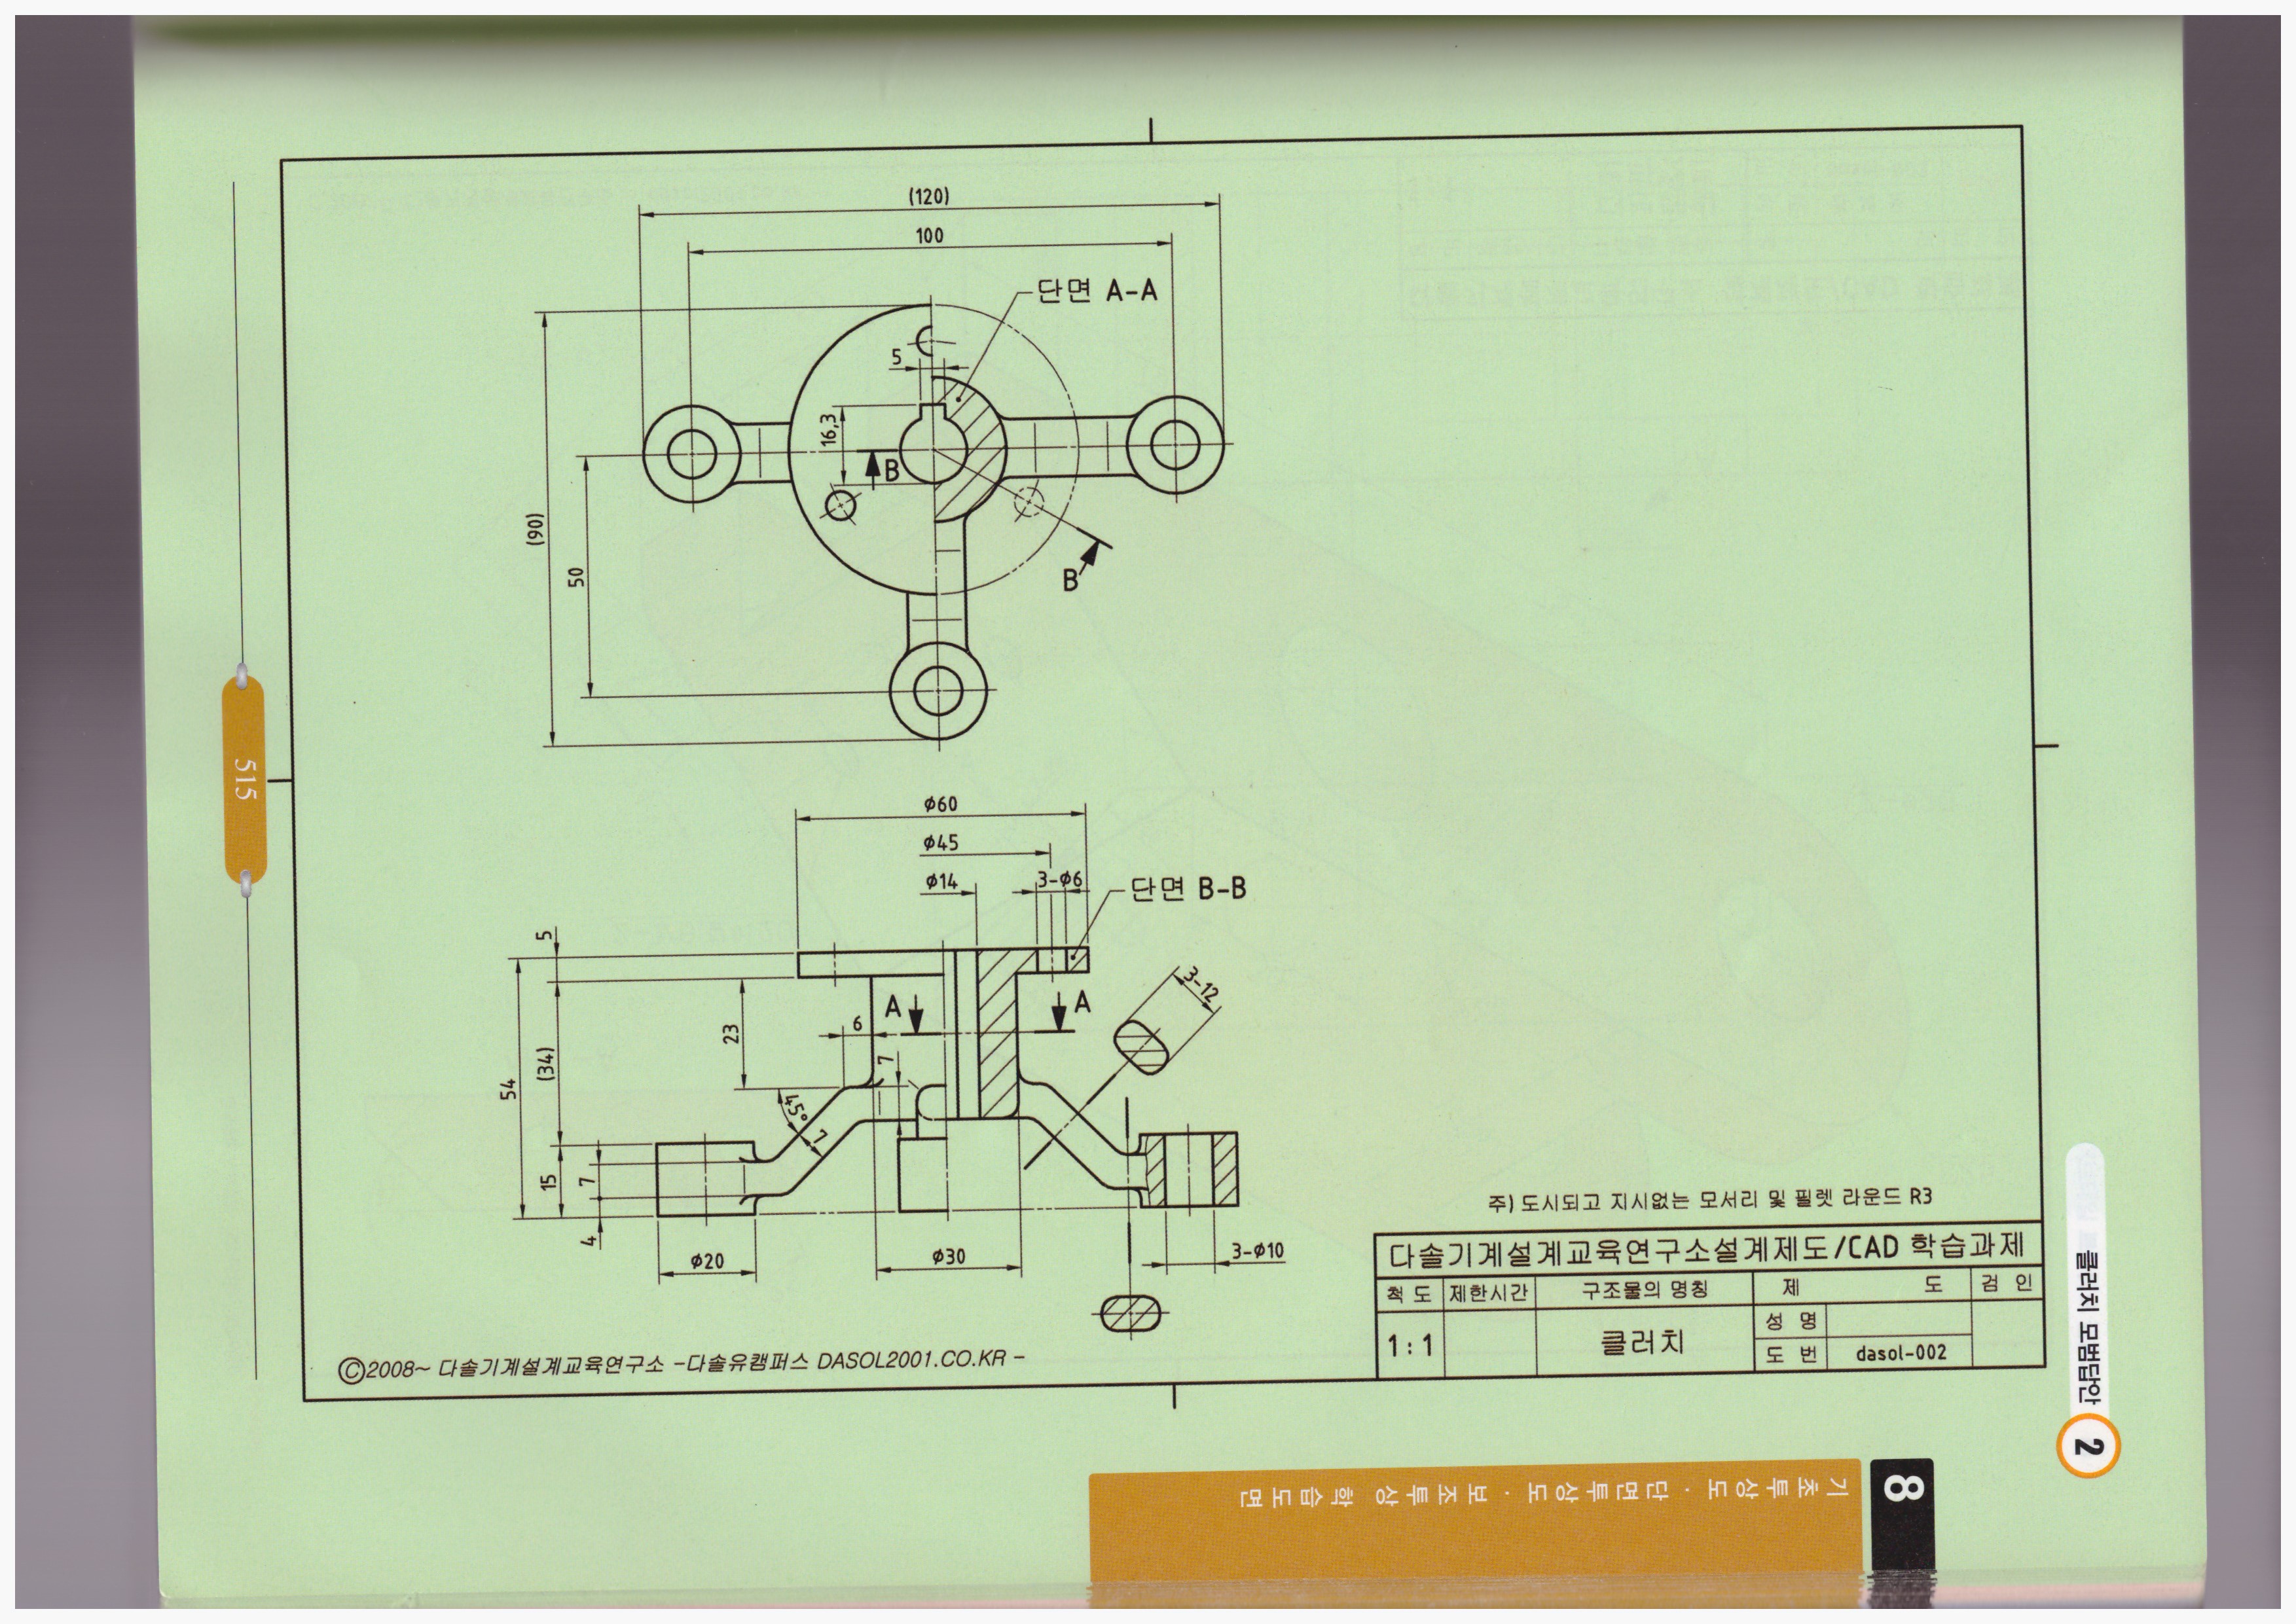 (120)
100
단면 A-A
5
16,3
B
B
(90)
50
ϕ60
ϕ45
ϕ14
3-ϕ6
단면 B-B
5
A
A
3-12
6
23
7
(34)
54
45°
7
15
7
4
ϕ20
ϕ30
3-ϕ10
주) 도시되고 지시없는 모서리 및 필렛 라운드 R3
다솔기계설계교육연구소설계제도/CAD 학습과제
척 도 제한시간 구조물의 명칭 제 도 검 인
1:1 클러치
성 명
도 번 dasol-002
©2008~ 다솔기계설계교육연구소 -다솔유캠퍼스 DASOL2001.CO.KR -
515
클러치 모범답안 2
8
기초투상도 · 단면투상도 · 보조투상 학습도면